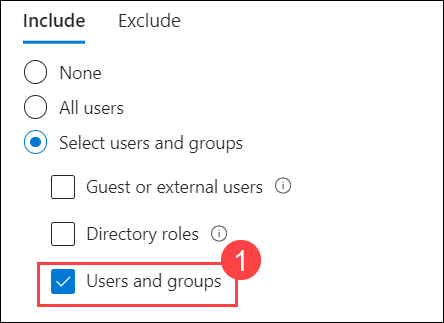 Include Exclude
None
All users
Select users and groups
Guest or external users
Directory roles
1
Users and groups